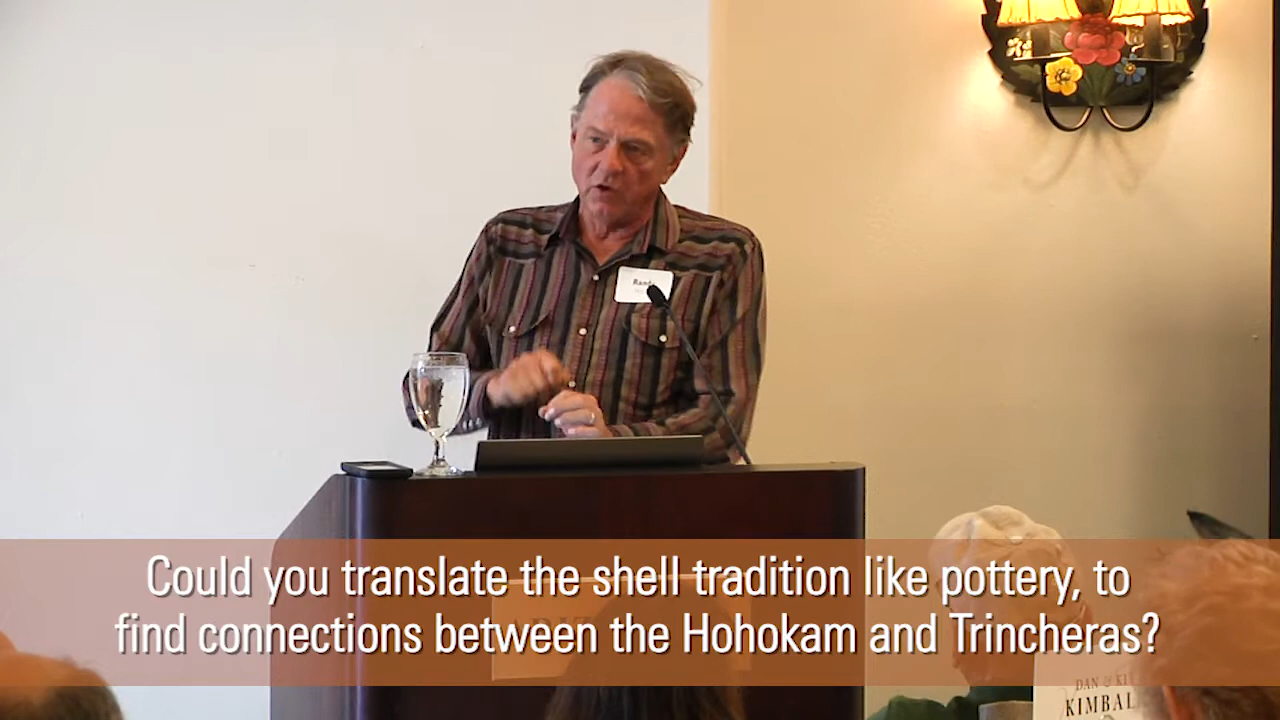 Could you translate the shell tradition like pottery, to
find connections between the Hohokam and Trincheras?